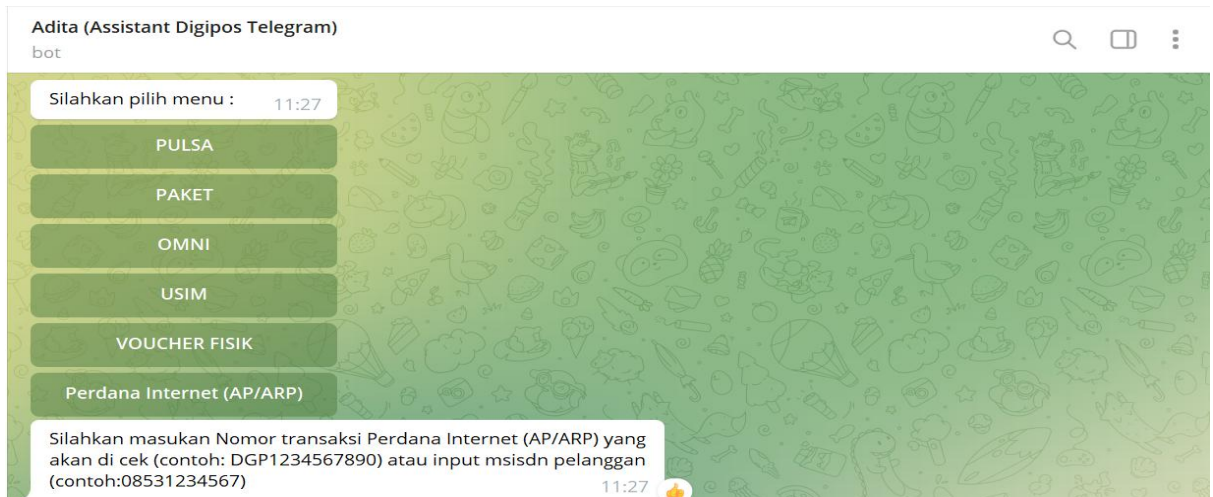 Adita (Assistant Digipos Telegram)
bot
Silahkan pilih menu :
11:27
PULSA
PAKET
OMNI
USIM
VOUCHER FISIK
Perdana Internet (AP/ARP)
Silahkan masukan Nomor transaksi Perdana Internet (AP/ARP) yang
akan di cek (contoh: DGP1234567890) atau input msisdn pelanggan
(contoh:08531234567)
11:27